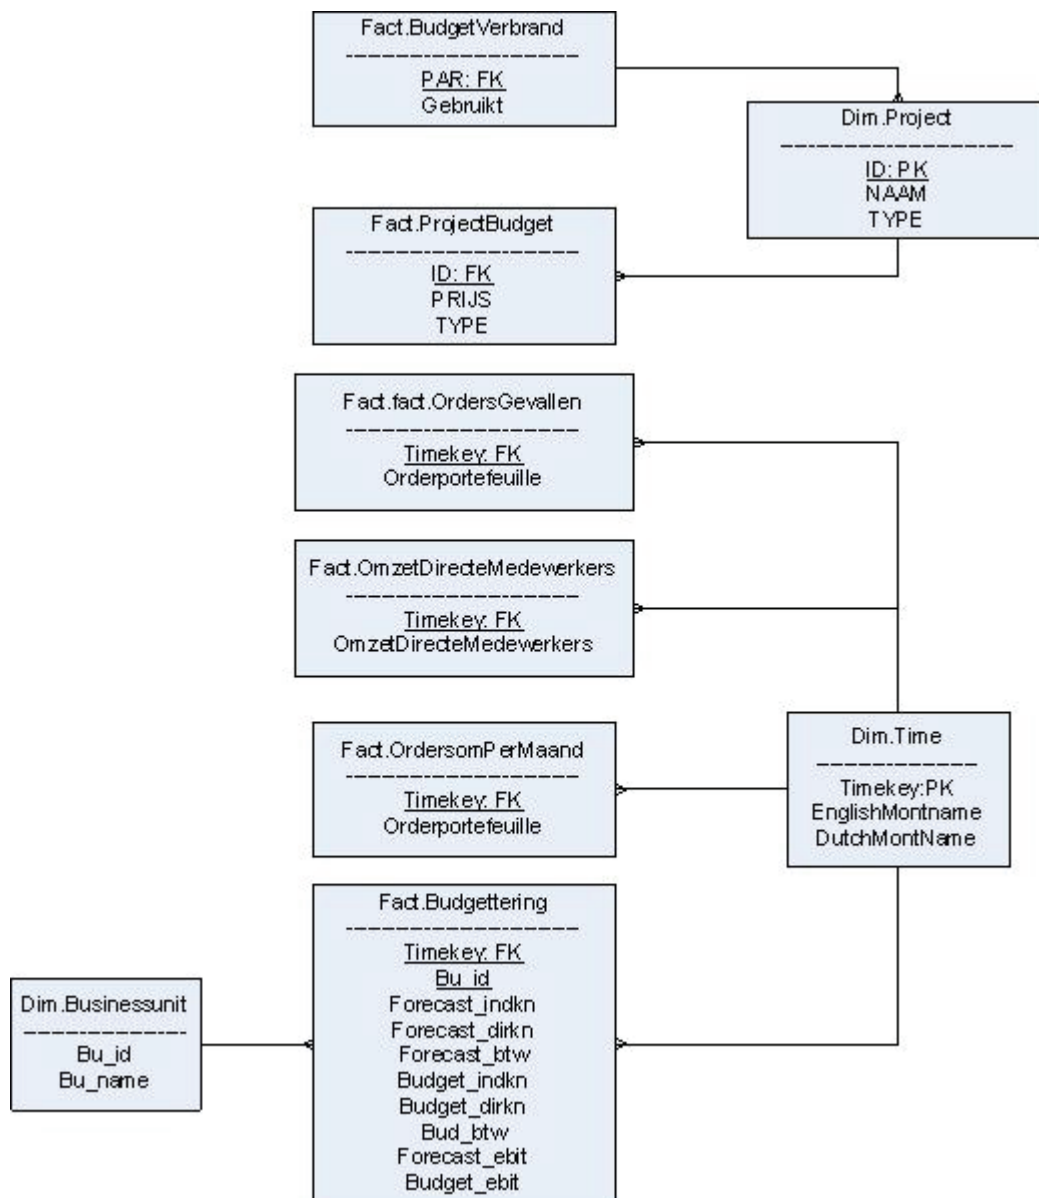 Fact.BudgetVerbrand
PAR: FK
Gebruikt
Dim.Project
ID: PK
NAAM
TYPE
Fact.ProjectBudget
ID: FK
PRIJS
TYPE
Fact.fact.OrdersGevallen
Timekey: FK
Orderportefeuille
Fact.OmzetDirecteMedewerkers
Timekey: FK
OmzetDirecteMedewerkers
Fact.OrdersomPerMaand
Timekey: FK
Orderportefeuille
Dim.Time
Timekey:PK
EnglishMontname
DutchMontName
Fact.Budgettering
Timekey: FK
Bu_id
Forecast_indkn
Forecast_dirkn
Forecast_btw
Budget_indkn
Budget_dirkn
Bud_btw
Forecast_ebit
Budget_ebit
Dim.Businessunit
Bu_id
Bu_name